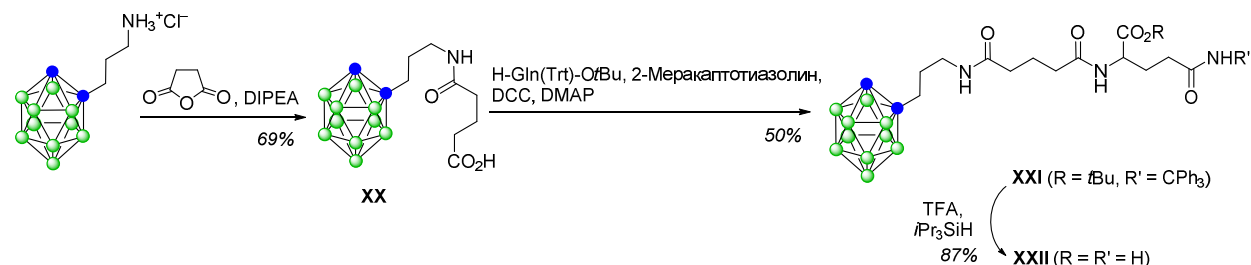 NH3+Cl–
O
O
O
, DIPEA
69%
NH
O
CO2H
XX
H-Gln(Trt)-OtBu, 2-Меракаптотиазолин,
DCC, DMAP
50%
N
H
O
O
N
H
CO2R
NHR'
O
XXI (R = tBu, R' = CPh3)
TFA,
iPr3SiH
87%
XXII (R = R' = H)